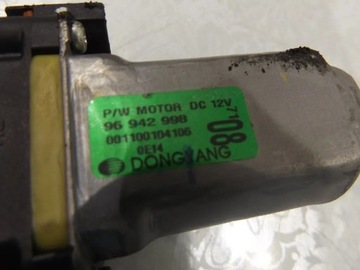 P/W MOTOR DC 12V
96 942 998
001100104106
0E14
DONGYANG
08